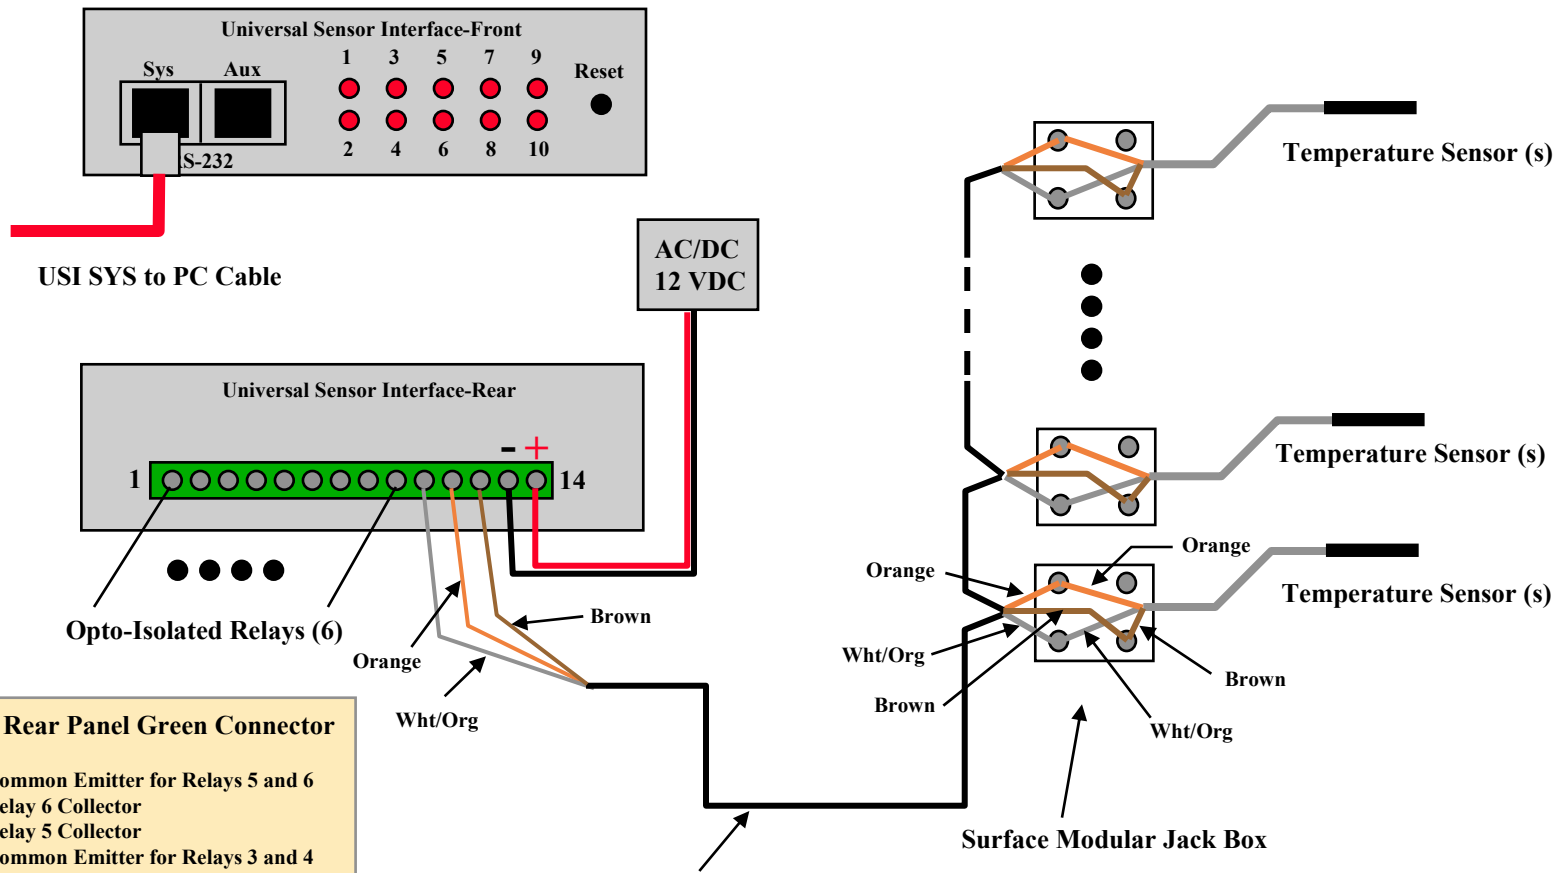 Universal Sensor Interface-Front
1 3 5 7 9
Sys Aux
Reset
2 4 6 8 10
S-232
USI SYS to PC Cable
AC/DC
12 VDC
Universal Sensor Interface-Rear
- +
1 14
Opto-Isolated Relays (6)
Orange
Wht/Org
Brown
Rear Panel Green Connector
ommon Emitter for Relays 5 and 6
elay 6 Collector
elay 5 Collector
ommon Emitter for Relays 3 and 4
Temperature Sensor (s)
Temperature Sensor (s)
Orange
Orange
Temperature Sensor (s)
Wht/Org
Brown
Brown
Wht/Org
Surface Modular Jack Box